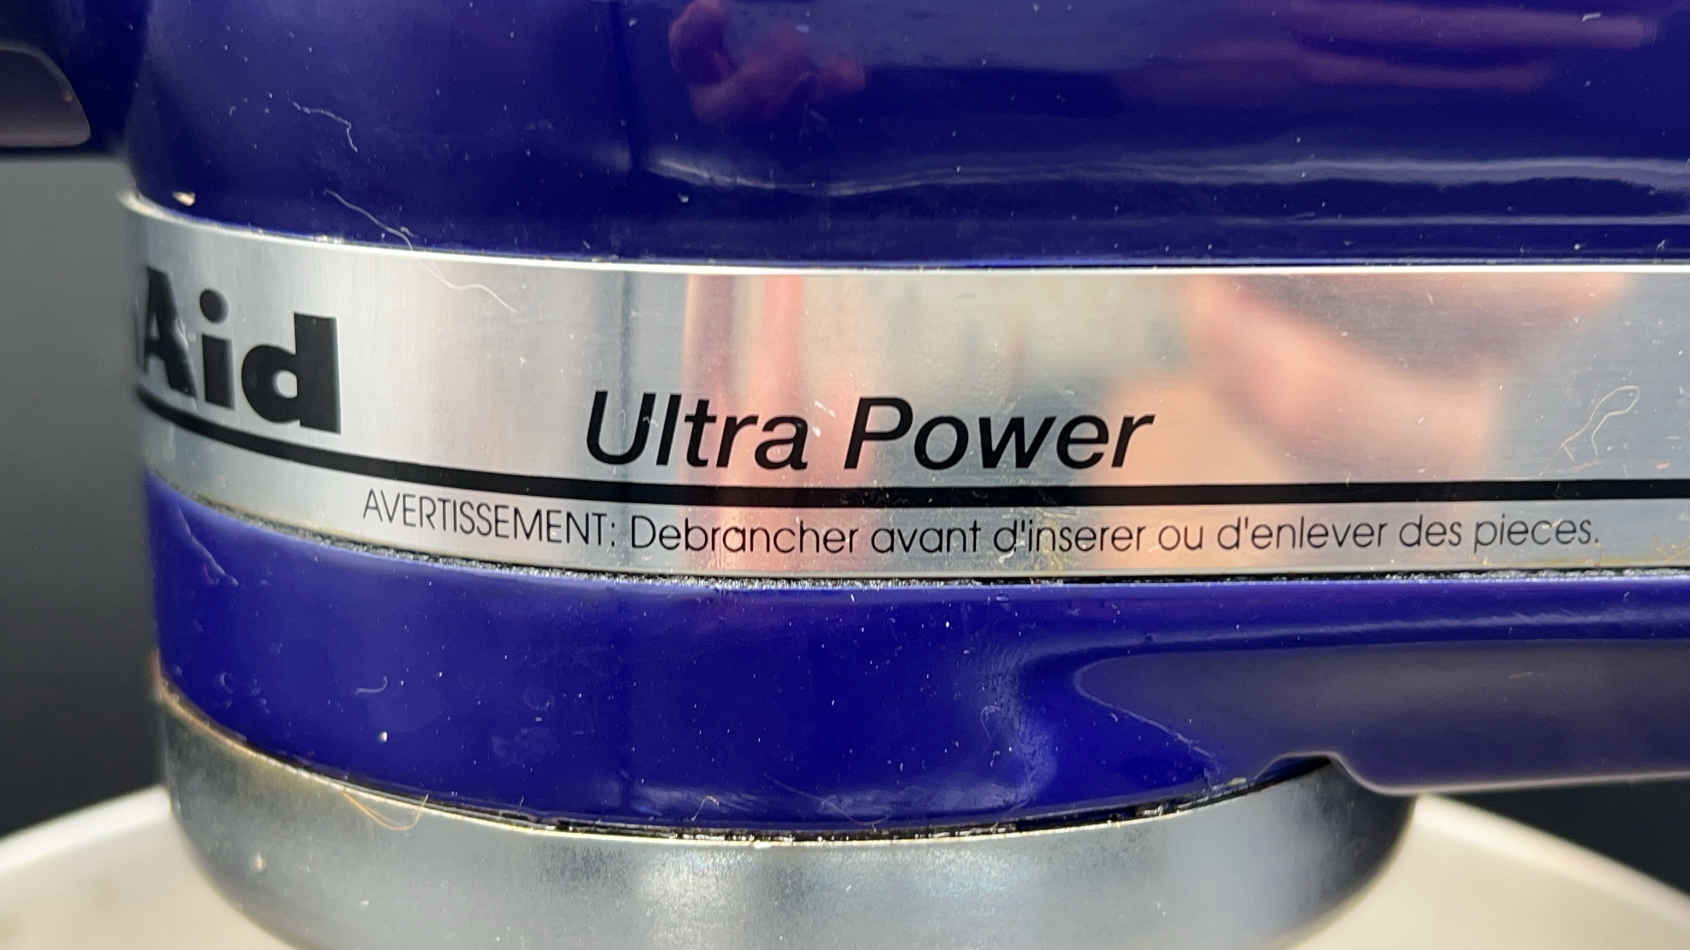 Aid
Ultra Power
AVERTISSEMENT: Debrancher avant d'inserer ou d'enlever des pieces.